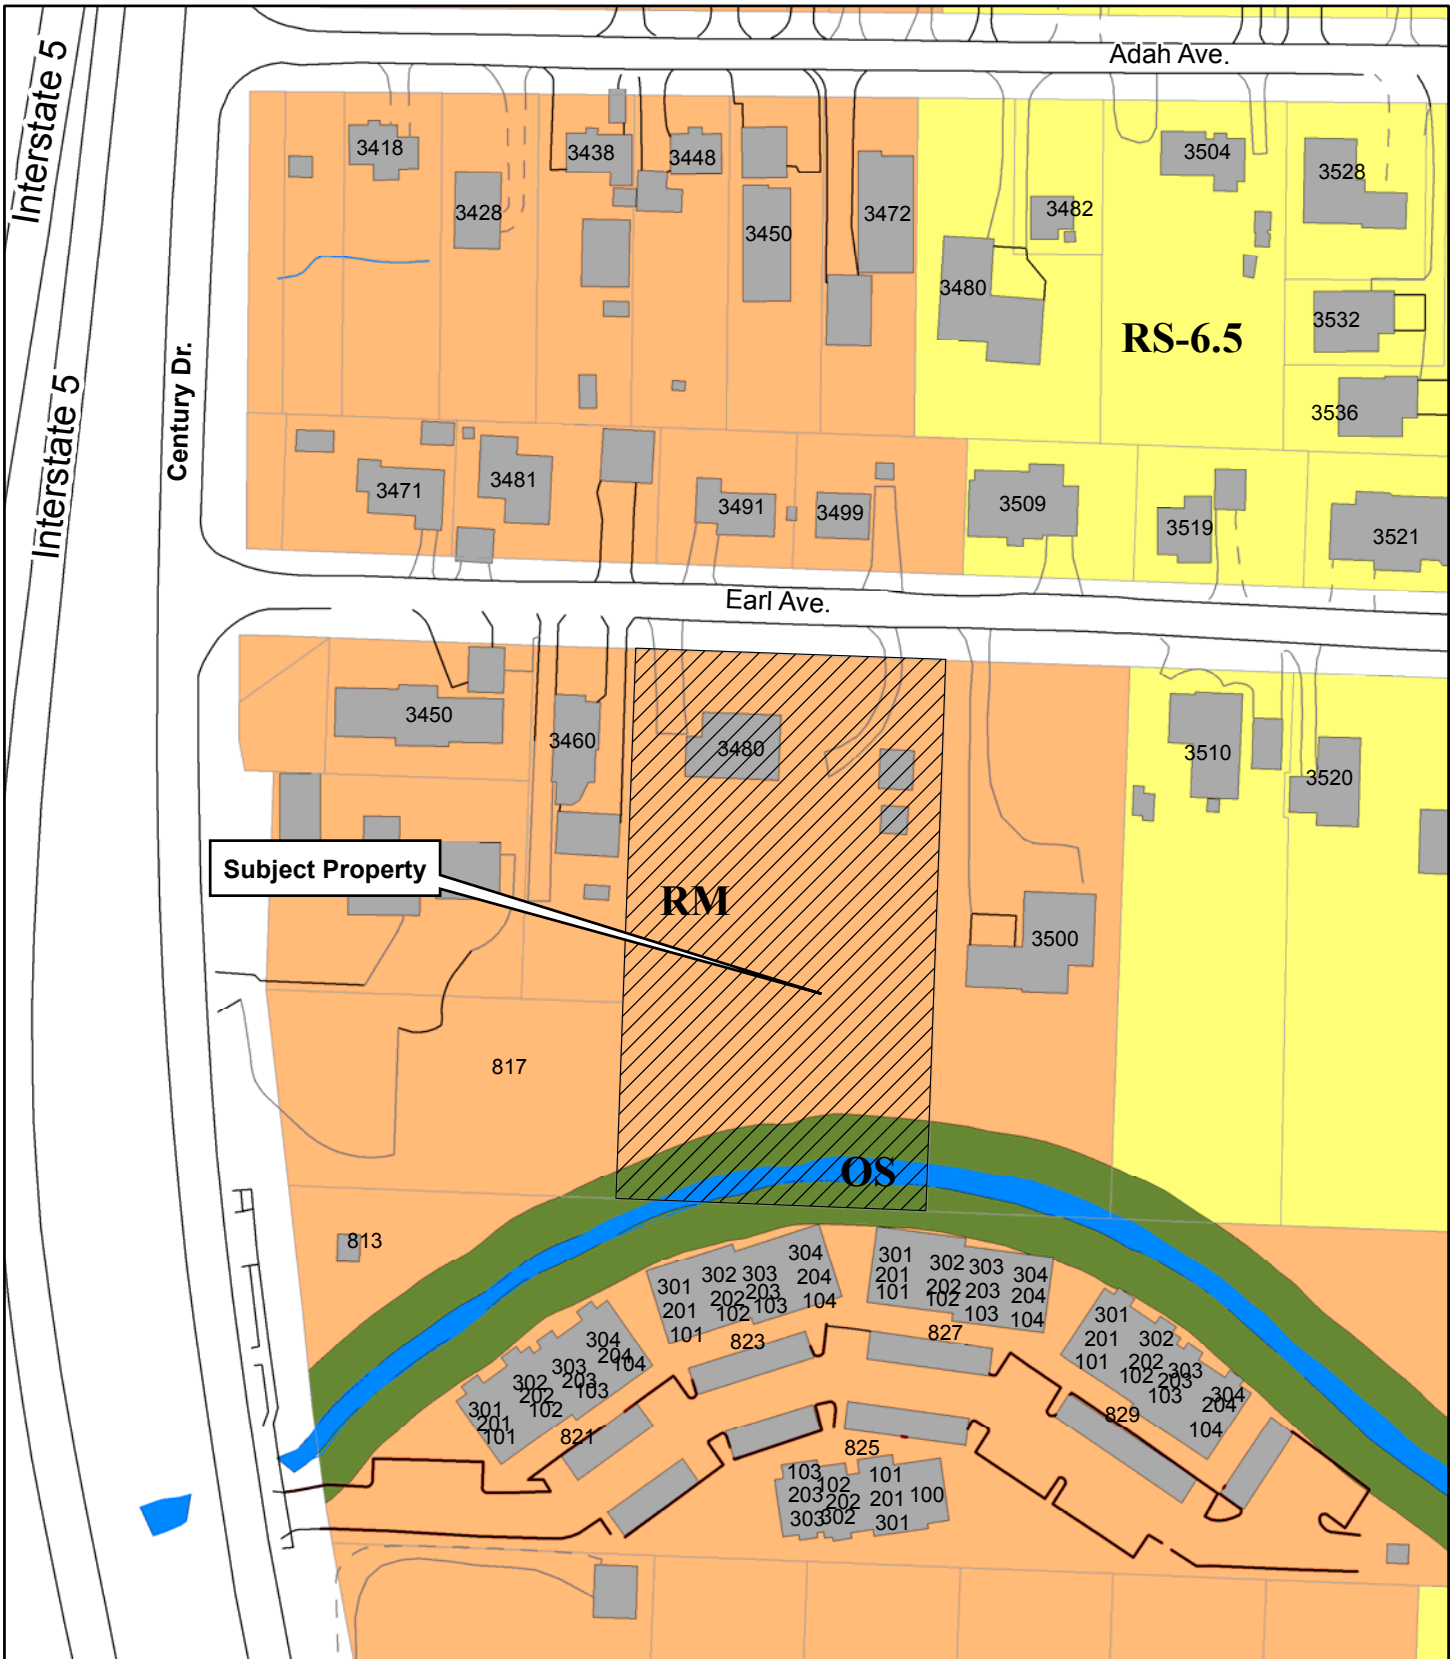 Interstate 5
Adah Ave.
3418
3438
3448
3504
3528
3428
3450
3472
3482
3480
3532
RS-6.5
Century Dr.
Interstate 5
3536
3471
3481
3491
3499
3509
3519
3521
Earl Ave.
3450
3460
3480
3510
3520
Subject Property
RM
3500
817
OS
813
301 302 303 304
201 202 203 204
101 102 103 104
823
301 302 303 304
201 202 203 204
101 102 103 104
827
301 302 303 304
201 202 203 204
101 102 103 104
821
301 302 303 304
201 202 203 204
101 102 103 104
829
825
103 102 101 100
203 202 201
303 302 301